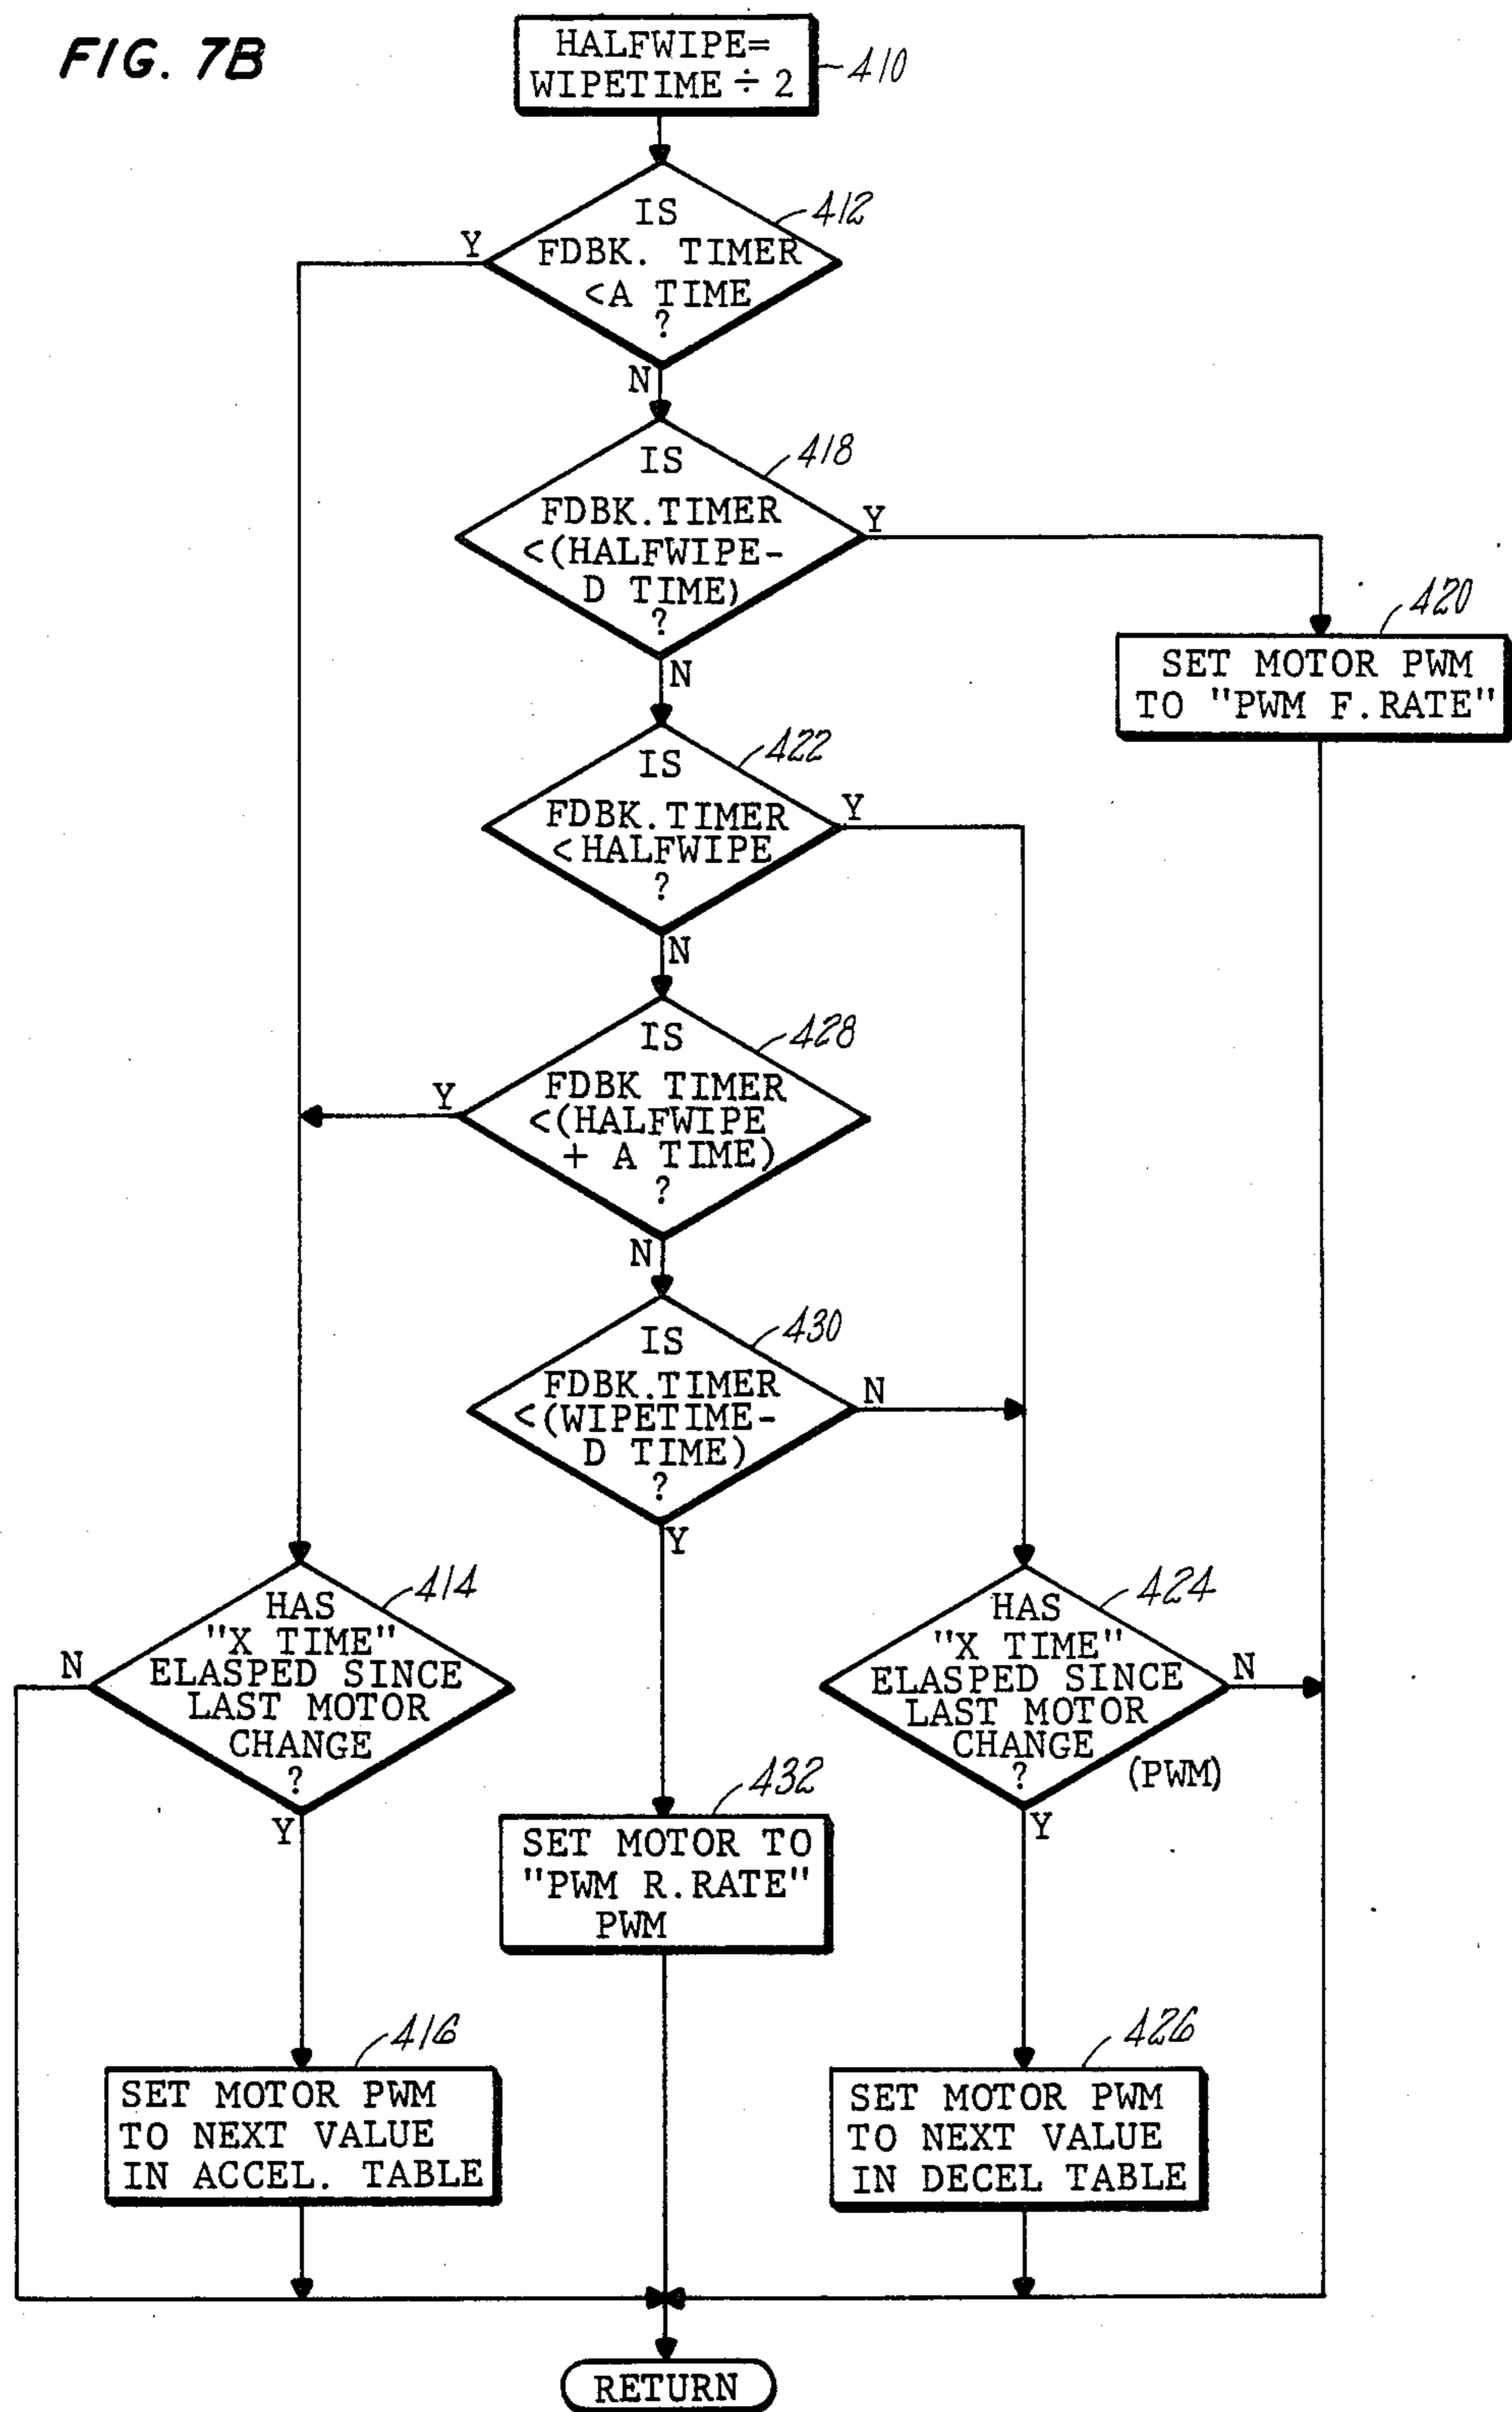 FIG. 7B
HALFWIPE=
WIPETIME ÷ 2
410
IS
FDBK. TIMER
<A TIME
?
412
Y
N
IS
FDBK.TIMER
<(HALFWIPE-
D TIME)
?
418
Y
N
420
SET MOTOR PWM
TO "PWM F.RATE"
IS
FDBK.TIMER
<HALFWIPE
?
422
Y
N
IS
FDBK TIMER
<(HALFWIPE
+ A TIME)
?
428
Y
N
IS
FDBK.TIMER
<(WIPETIME-
D TIME)
?
430
N
Y
HAS
"X TIME"
ELASPED SINCE
LAST MOTOR
CHANGE
?
414
N
Y
HAS
"X TIME"
ELASPED SINCE
LAST MOTOR
CHANGE
?
(PWM)
424
N
Y
432
SET MOTOR TO
"PWM R.RATE"
PWM
416
SET MOTOR PWM
TO NEXT VALUE
IN ACCEL. TABLE
426
SET MOTOR PWM
TO NEXT VALUE
IN DECEL TABLE
RETURN